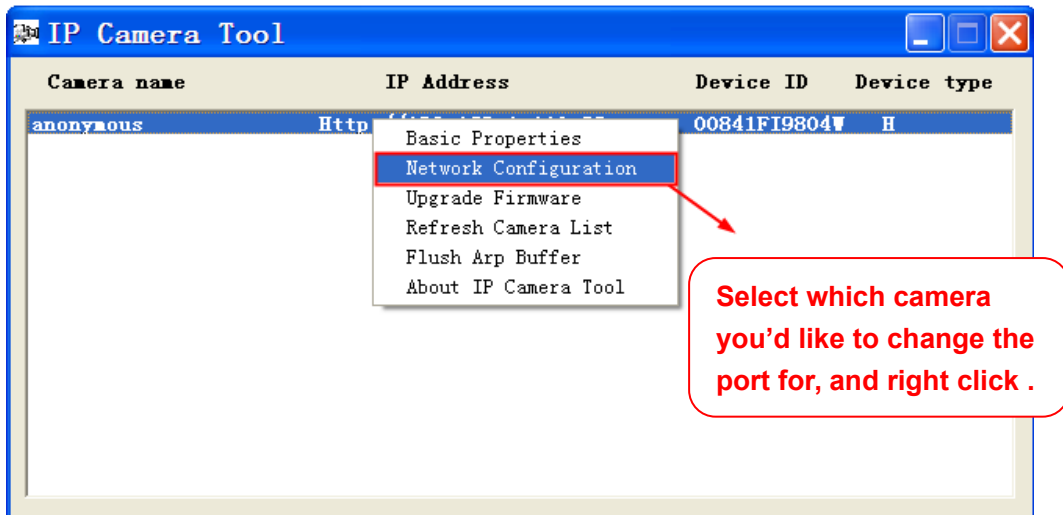 IP Camera Tool
Camera name IP Address Device ID Device type
anonymous Http 00841FI9804W H
Basic Properties
Network Configuration
Upgrade Firmware
Refresh Camera List
Flush Arp Buffer
About IP Camera Tool
Select which camera
you'd like to change the
port for, and right click .